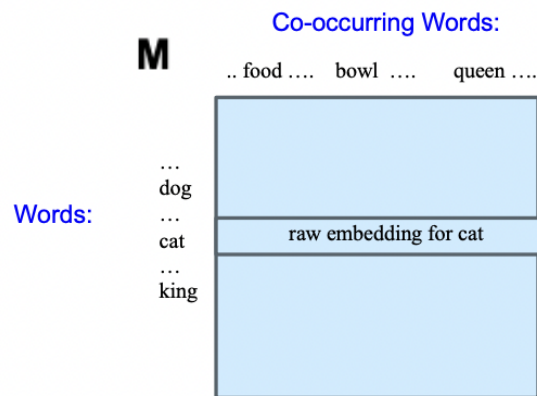 Co-occurring Words:
M
.. food …. bowl …. queen ….
…
dog
Words:
…
cat
raw embedding for cat
…
king